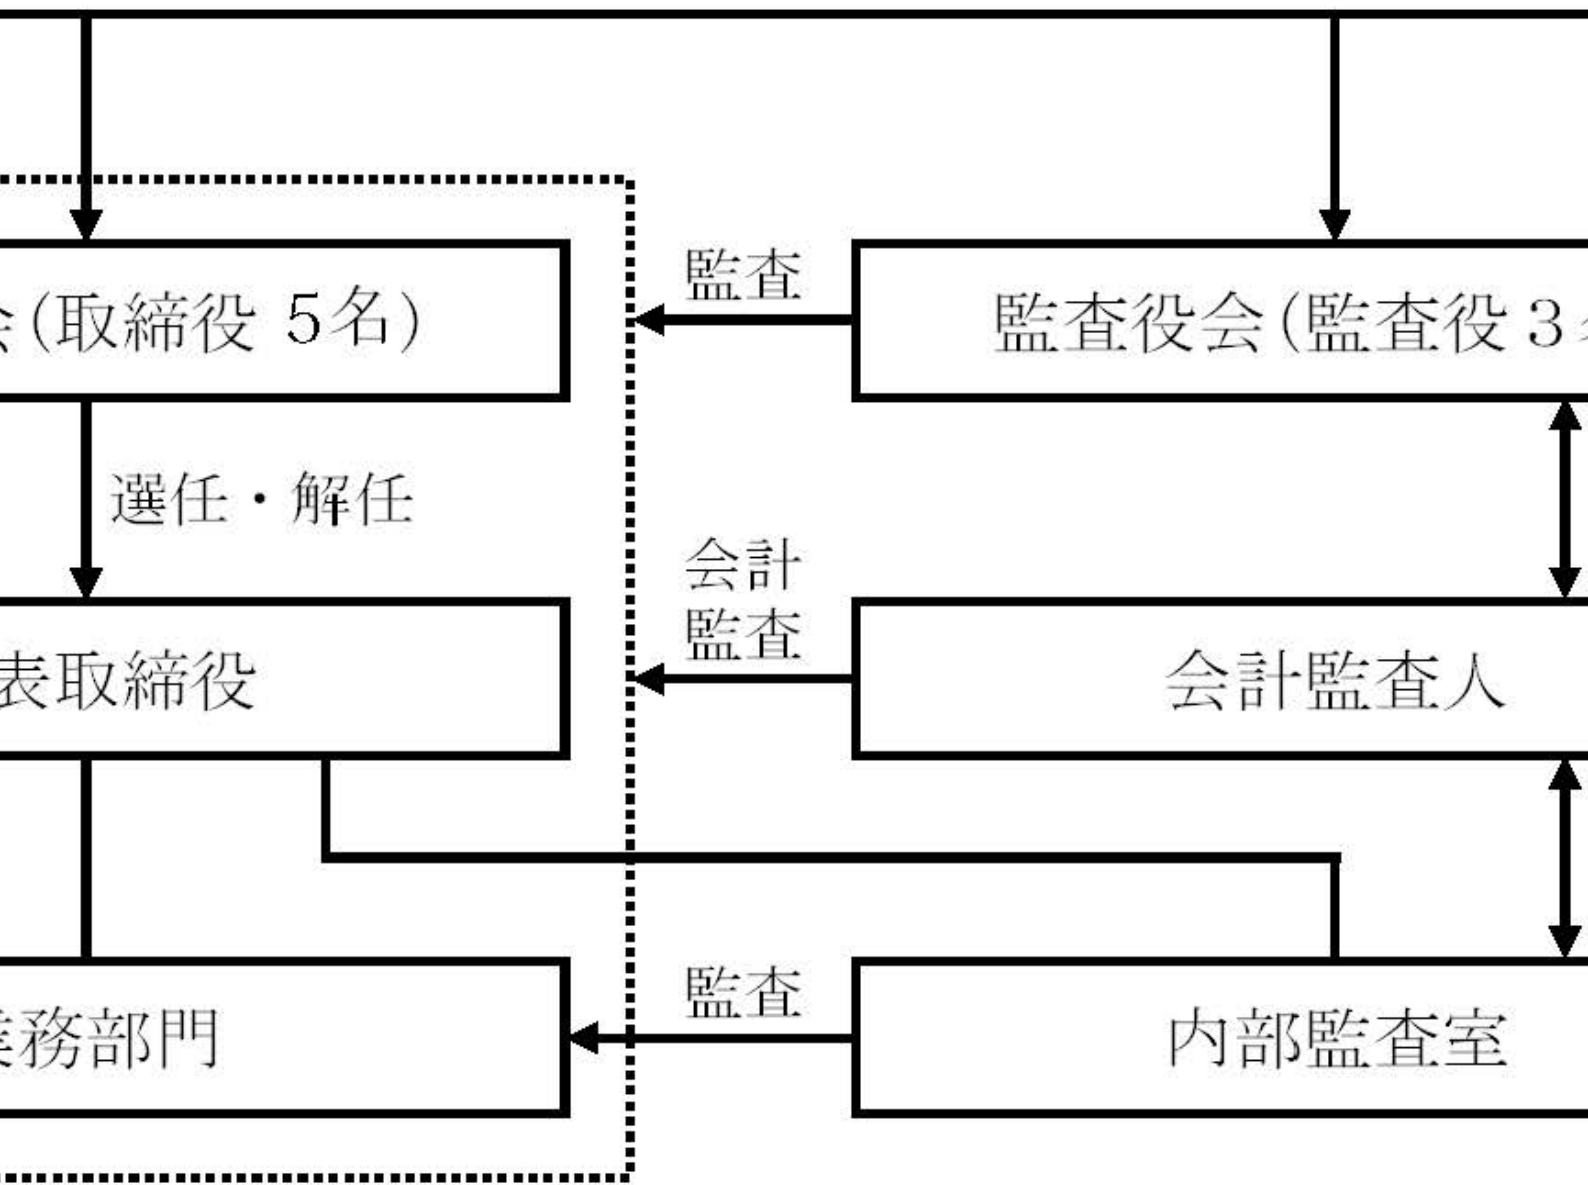 監査
会(取締役 5名)
監査役会(監査役 3名
選任・解任
会計
監査
表取締役
会計監査人
監査
業務部門
内部監査室